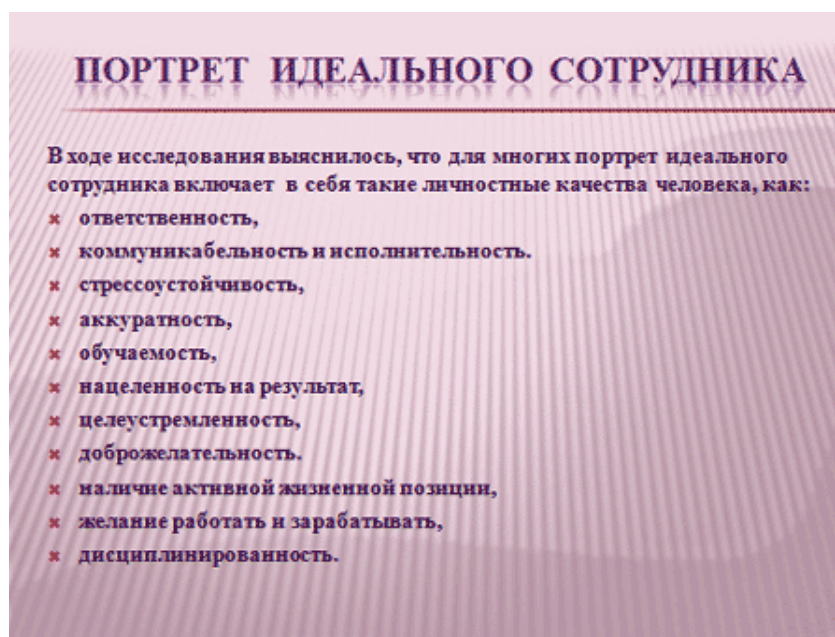 ПОРТРЕТ ИДЕАЛЬНОГО СОТРУДНИКА
В ходе исследования выяснилось, что для многих портрет идеального
сотрудника включает в себя такие личностные качества человека, как:
ответственность,
коммуникабельность и исполнительность.
стрессоустойчивость,
аккуратность,
обучаемость,
нацеленность на результат,
целеустремленность,
доброжелательность.
наличие активной жизненной позиции,
желание работать и зарабатывать,
дисциплинированность.